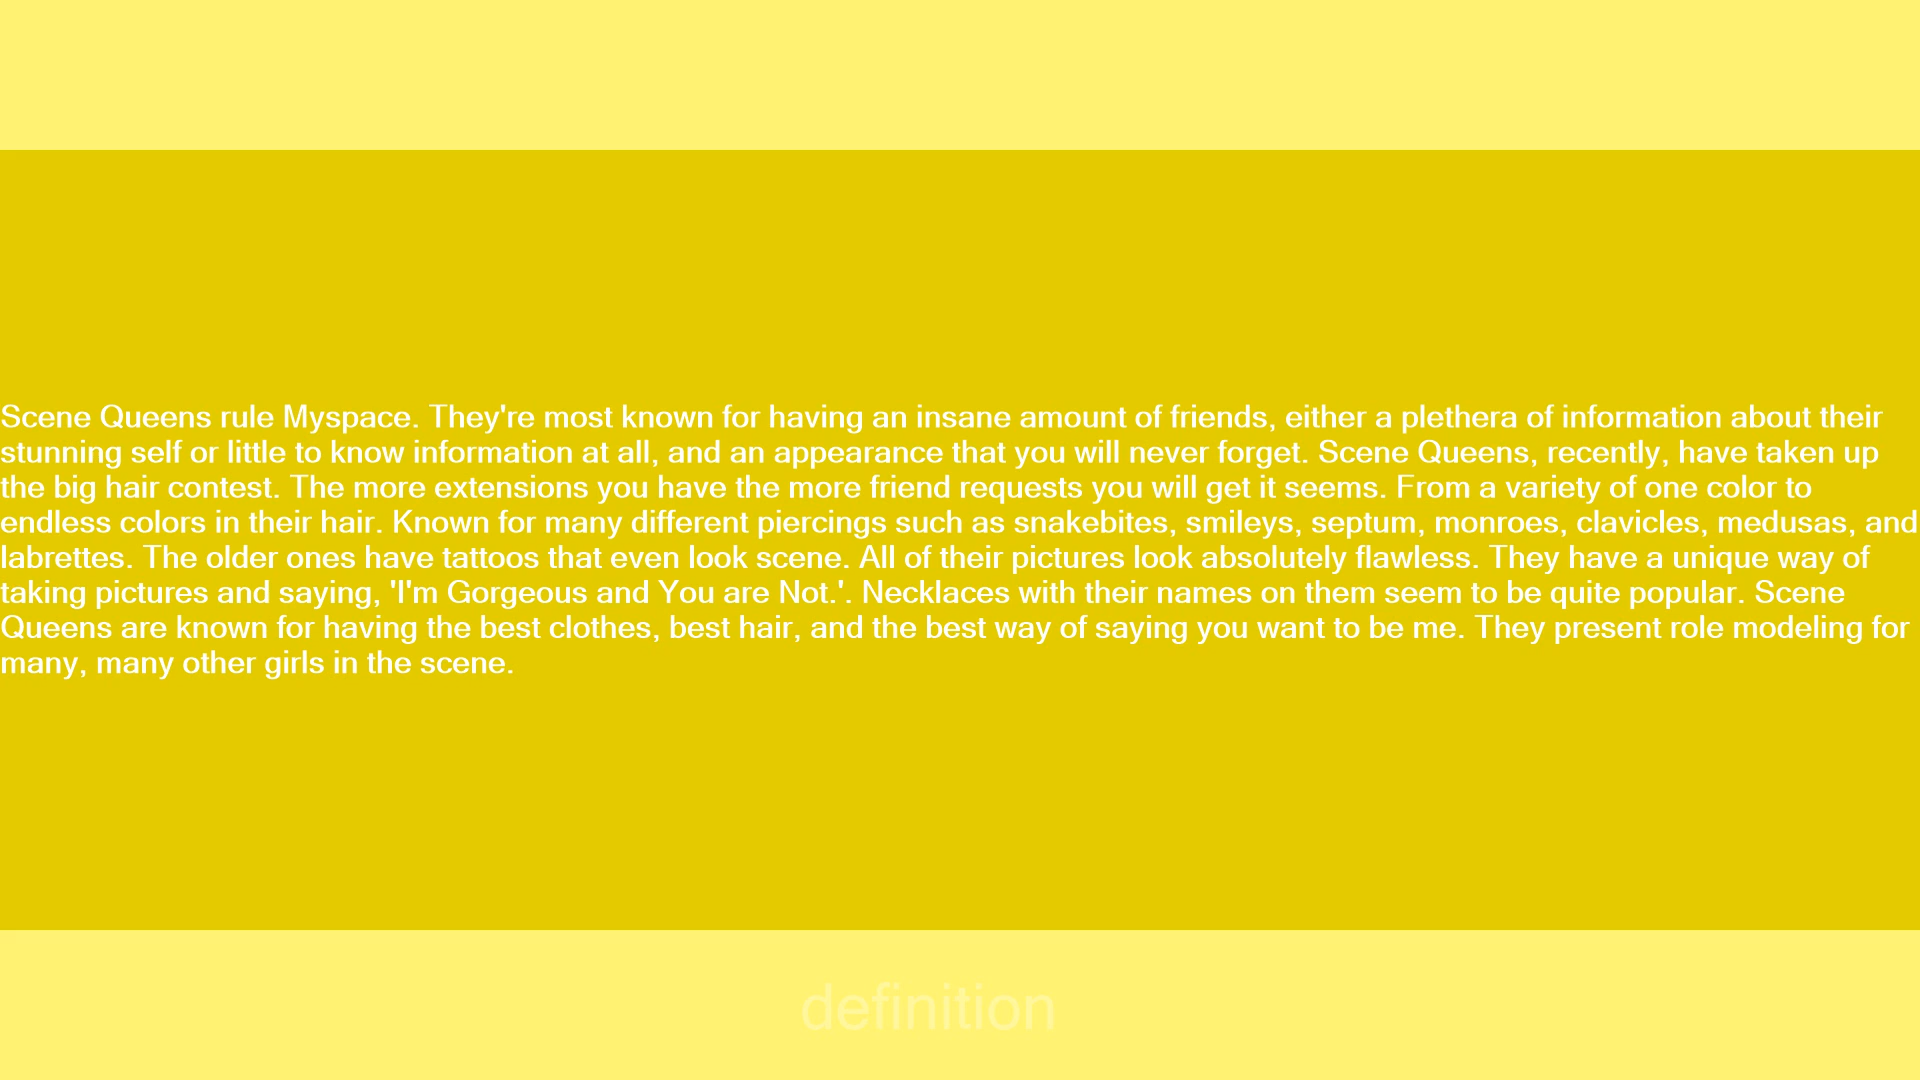 Scene Queens rule Myspace. They're most known for having an insane amount of friends, either a plethera of information about their
stunning self or little to know information at all, and an appearance that you will never forget. Scene Queens, recently, have taken up
the big hair contest. The more extensions you have the more friend requests you will get it seems. From a variety of one color to
endless colors in their hair. Known for many different piercings such as snakebites, smileys, septum, monroes, clavicles, medusas, and
labrettes. The older ones have tattoos that even look scene. All of their pictures look absolutely flawless. They have a unique way of
taking pictures and saying, 'I'm Gorgeous and You are Not.'. Necklaces with their names on them seem to be quite popular. Scene
Queens are known for having the best clothes, best hair, and the best way of saying you want to be me. They present role modeling for
many, many other girls in the scene.
definition